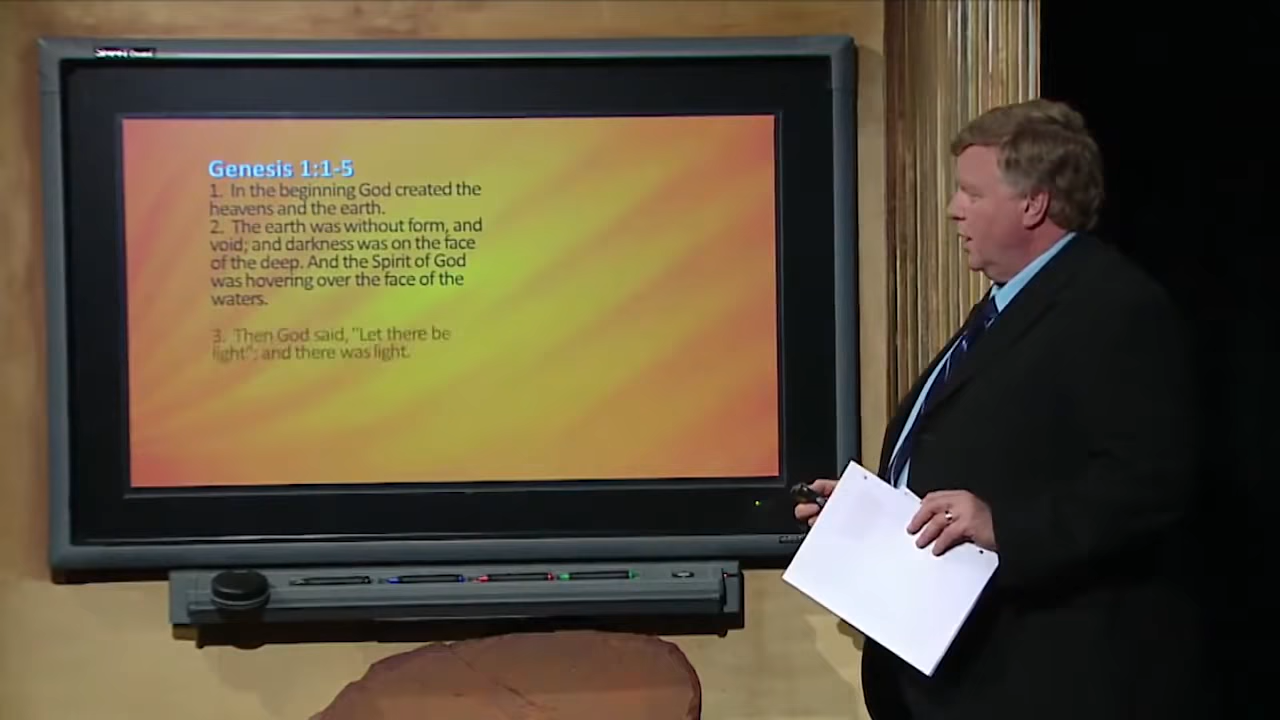 Genesis 1:1-5
1. In the beginning God created the
heavens and the earth.
2. The earth was without form, and
void; and darkness was on the face
of the deep. And the Spirit of God
was hovering over the face of the
waters.
3. Then God said, "Let there be
light"; and there was light.